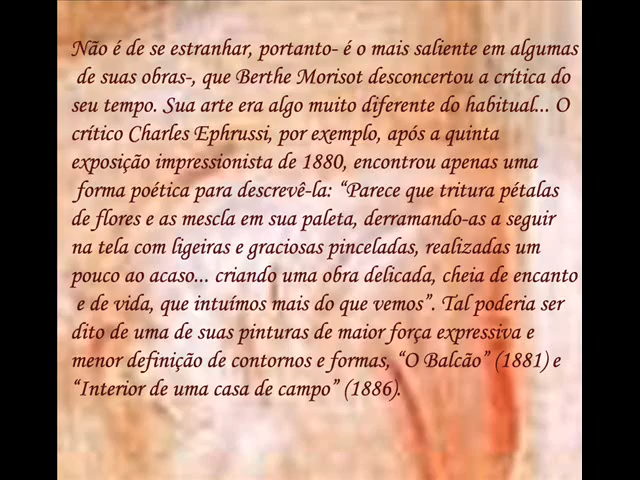 Não é de se estranhar, portanto- é o mais saliente em algumas
de suas obras-, que Berthe Morisot desconcertou a crítica do
seu tempo. Sua arte era algo muito diferente do habitual... O
crítico Charles Ephrussi, por exemplo, após a quinta
exposição impressionista de 1880, encontrou apenas uma
forma poética para descrevê-la: “Parece que tritura pétalas
de flores e as mescla em sua paleta, derramando-as a seguir
na tela com ligeiras e graciosas pinceladas, realizadas um
pouco ao acaso... criando uma obra delicada, cheia de encanto
e de vida, que intuímos mais do que vemos”. Tal poderia ser
dito de uma de suas pinturas de maior força expressiva e
menor definição de contornos e formas, “O Balcão” (1881) e
“Interior de uma casa de campo” (1886).